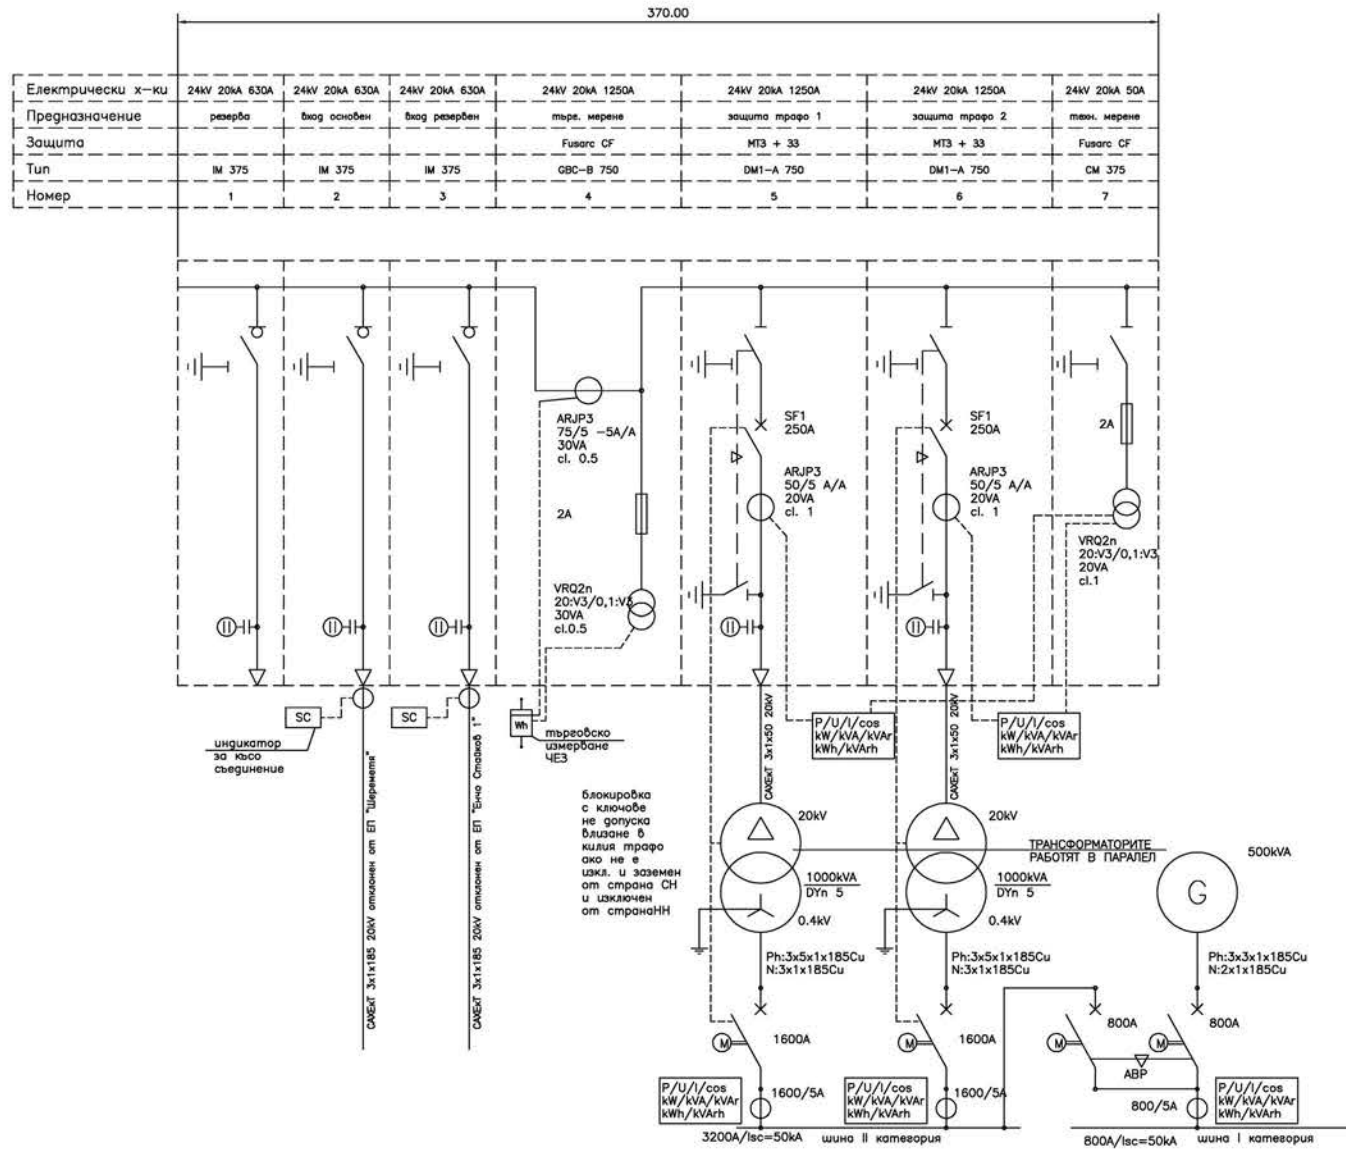 370.00
Електрически х-ки 24kV 20kA 630A 24kV 20kA 630A 24kV 20kA 630A 24kV 20kA 1250A 24kV 20kA 1250A 24kV 20kA 1250A 24kV 20kA 50A
Предназначение резерва вход основен вход резервен търг. мерене защита трафо 1 защита трафо 2 техн. мерене
Защита Fusarc CF МТЗ + 33 МТЗ + 33 Fusarc CF
Тип IM 375 IM 375 IM 375 GBC-B 750 DM1-A 750 DM1-A 750 CM 375
Номер 1 2 3 4 5 6 7
ARJP3
75/5 -5A/A
30VA
cl. 0.5
2A
VRQ2n
20:V3/0,1:V3
30VA
cl.0.5
SF1
250A
ARJP3
50/5 A/A
20VA
cl. 1
SF1
250A
ARJP3
50/5 A/A
20VA
cl. 1
2A
VRQ2n
20:V3/0,1:V3
20VA
cl.1
SC
SC
индикатор
за късо
съединение
САХЕкТ 3x1x185 20kV отклонен от ЕП "Шереметя"
САХЕкТ 3x1x185 20kV отклонен от ЕП "Енчо Стайков 1"
Wh
търговско
измерване
ЧЕЗ
САХЕкТ 3x1x50 20kV
САХЕкТ 3x1x50 20kV
P/U/I/cos
kW/kVA/kVAr
kWh/kVArh
P/U/I/cos
kW/kVA/kVAr
kWh/kVArh
блокировка
с ключове
не допуска
влизане в
килия трафо
ако не е
изкл. и заземен
от страна СН
и изключен
от странаНН
20kV
1000kVA
DYn 5
0.4kV
20kV
1000kVA
DYn 5
0.4kV
ТРАНСФОРМАТОРИТЕ
РАБОТЯТ В ПАРАЛЕЛ
500kVA
G
Ph:3x5x1x185Cu
N:3x1x185Cu
Ph:3x5x1x185Cu
N:3x1x185Cu
Ph:3x3x1x185Cu
N:2x1x185Cu
M
1600A
M
1600A
M
800A
M
800A
АВР
P/U/I/cos
kW/kVA/kVAr
kWh/kVArh
1600/5A
P/U/I/cos
kW/kVA/kVAr
kWh/kVArh
1600/5A
800/5A
P/U/I/cos
kW/kVA/kVAr
kWh/kVArh
3200A/Isc=50kA шина II категория
800A/Isc=50kA шина I категория